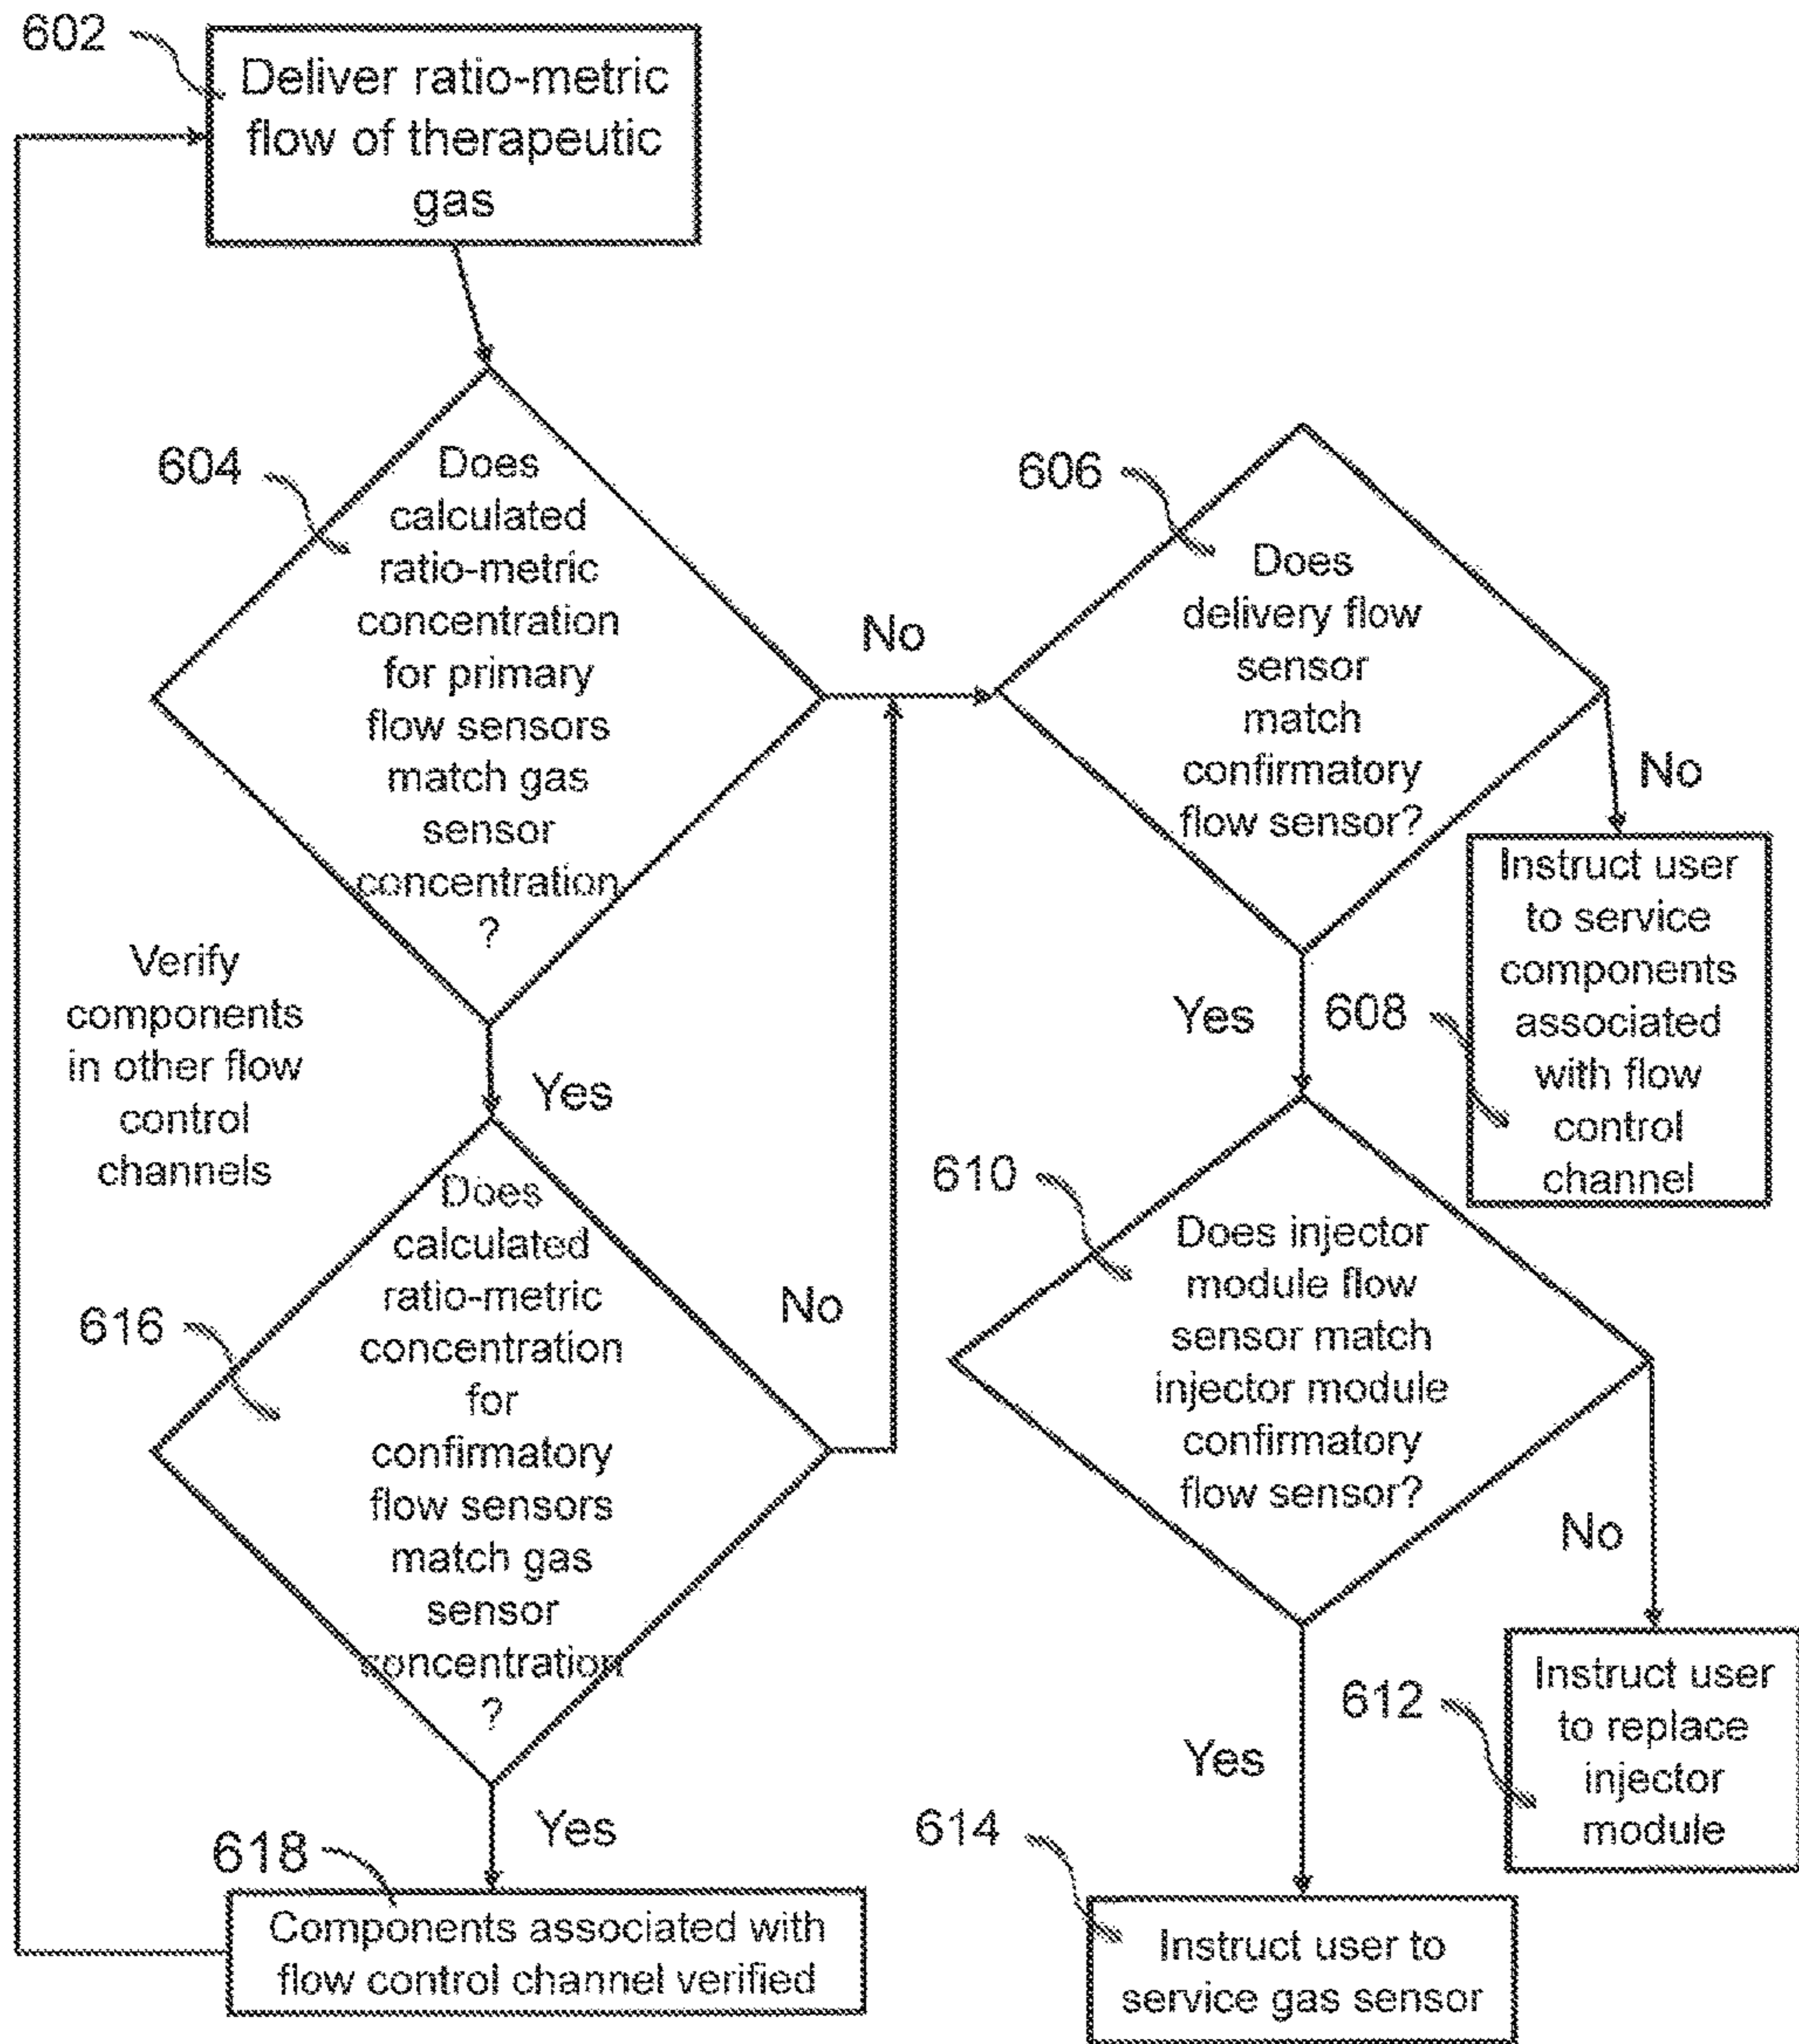 602
Deliver ratio-metric
flow of therapeutic
gas
604
Does
calculated
ratio-metric
concentration
for primary
flow sensors
match gas
sensor
concentration
?
No
606
Does
delivery flow
sensor
match
confirmatory
flow sensor?
No
Instruct user
to service
components
associated
with flow
control
channel
608
Yes
Verify
components
in other flow
control
channels
Yes
616
Does
calculated
ratio-metric
concentration
for
confirmatory
flow sensors
match gas
sensor
concentration
?
No
610
Does injector
module flow
sensor match
injector module
confirmatory
flow sensor?
No
612
Instruct user
to replace
injector
module
Yes
614
Instruct user to
service gas sensor
Yes
618
Components associated with
flow control channel verified